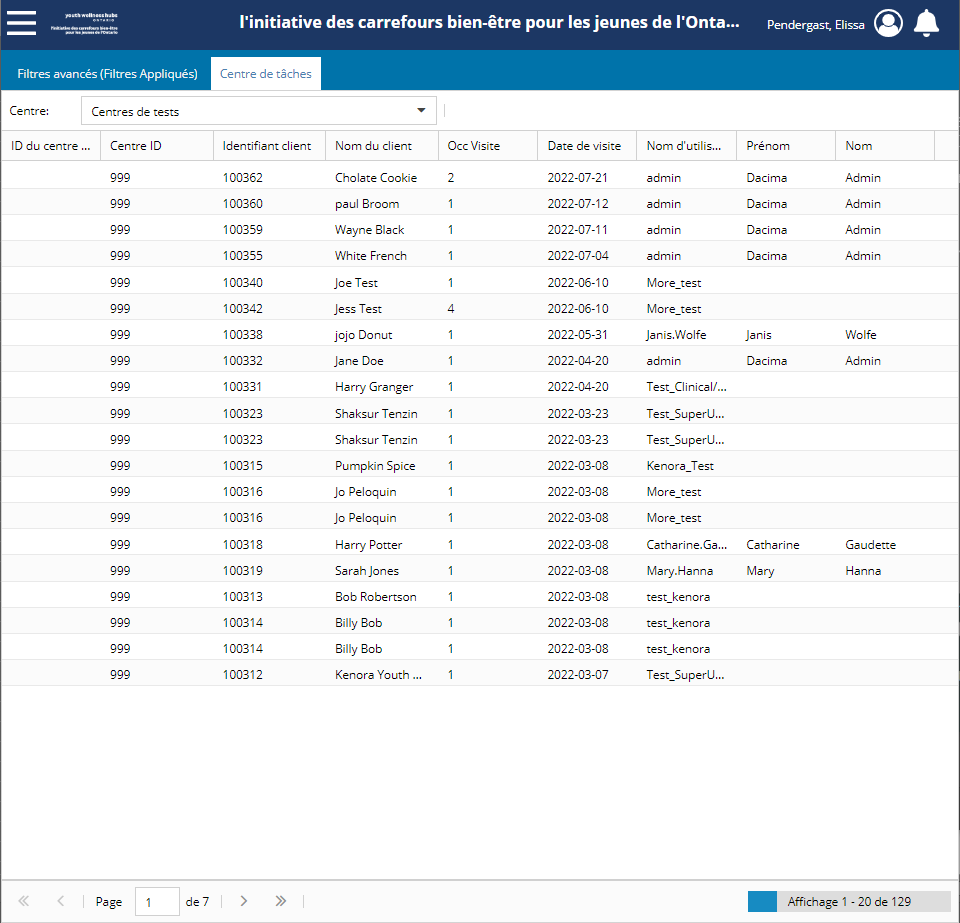 youth wellness hubs
ONTARIO
l'initiative des carrefours bien-être
pour les jeunes de l'Ontario
l'initiative des carrefours bien-être pour les jeunes de l'Onta...
Pendergast, Elissa
Filtres avancés (Filtres Appliqués) Centre de tâches
Centre: Centres de tests
ID du centre ... Centre ID Identifiant client Nom du client Occ Visite Date de visite Nom d'utilis... Prénom Nom
999 100362 Cholate Cookie 2 2022-07-21 admin Dacima Admin
999 100360 paul Broom 1 2022-07-12 admin Dacima Admin
999 100359 Wayne Black 1 2022-07-11 admin Dacima Admin
999 100355 White French 1 2022-07-04 admin Dacima Admin
999 100340 Joe Test 1 2022-06-10 More_test
999 100342 Jess Test 4 2022-06-10 More_test
999 100338 jojo Donut 1 2022-05-31 Janis.Wolfe Janis Wolfe
999 100332 Jane Doe 1 2022-04-20 admin Dacima Admin
999 100331 Harry Granger 1 2022-04-20 Test_Clinical/...
999 100323 Shaksur Tenzin 1 2022-03-23 Test_SuperU...
999 100323 Shaksur Tenzin 1 2022-03-23 Test_SuperU...
999 100315 Pumpkin Spice 1 2022-03-08 Kenora_Test
999 100316 Jo Peloquin 1 2022-03-08 More_test
999 100316 Jo Peloquin 1 2022-03-08 More_test
999 100318 Harry Potter 1 2022-03-08 Catharine.Ga... Catharine Gaudette
999 100319 Sarah Jones 1 2022-03-08 Mary.Hanna Mary Hanna
999 100313 Bob Robertson 1 2022-03-08 test_kenora
999 100314 Billy Bob 1 2022-03-08 test_kenora
999 100314 Billy Bob 1 2022-03-08 test_kenora
999 100312 Kenora Youth ... 1 2022-03-07 Test_SuperU...
Page 1 de 7 Affichage 1 - 20 de 129